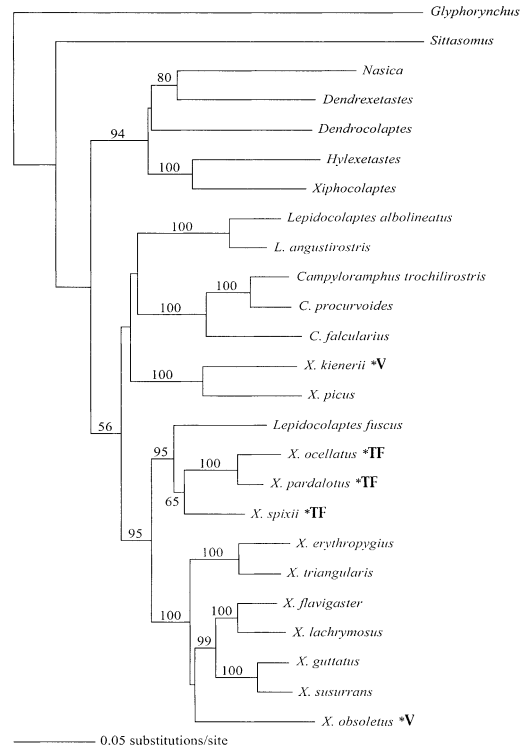 Glyphorynchus
Sittasomus
Nasica
80
Dendrexetastes
Dendrocolaptes
94
Hylexetastes
100
Xiphocolaptes
Lepidocolaptes albolineatus
100
L. angustirostris
Campyloramphus trochilirostris
100
C. procurvoides
100
C. falcularius
X. kienerii *V
100
X. picus
Lepidocolaptes fuscus
56
95
X. ocellatus *TF
100
X. pardalotus *TF
65
X. spixii *TF
95
X. erythropygius
100
X. triangularis
X. flavigaster
100
100
X. lachrymosus
99
X. guttatus
100
X. susurrans
X. obsoletus *V
0.05 substitutions/site